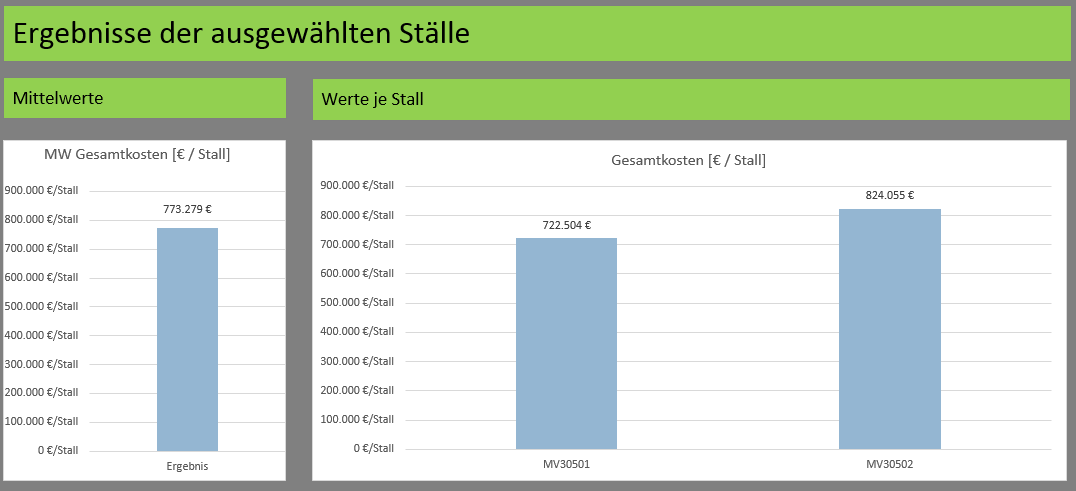 Ergebnisse der ausgewählten Ställe
Mittelwerte
Werte je Stall
MW Gesamtkosten [€ / Stall]
900.000 €/Stall
800.000 €/Stall
700.000 €/Stall
600.000 €/Stall
500.000 €/Stall
400.000 €/Stall
300.000 €/Stall
200.000 €/Stall
100.000 €/Stall
0 €/Stall
773.279 €
Ergebnis
Gesamtkosten [€ / Stall]
900.000 €/Stall
800.000 €/Stall
700.000 €/Stall
600.000 €/Stall
500.000 €/Stall
400.000 €/Stall
300.000 €/Stall
200.000 €/Stall
100.000 €/Stall
0 €/Stall
722.504 €
824.055 €
MV30501
MV30502